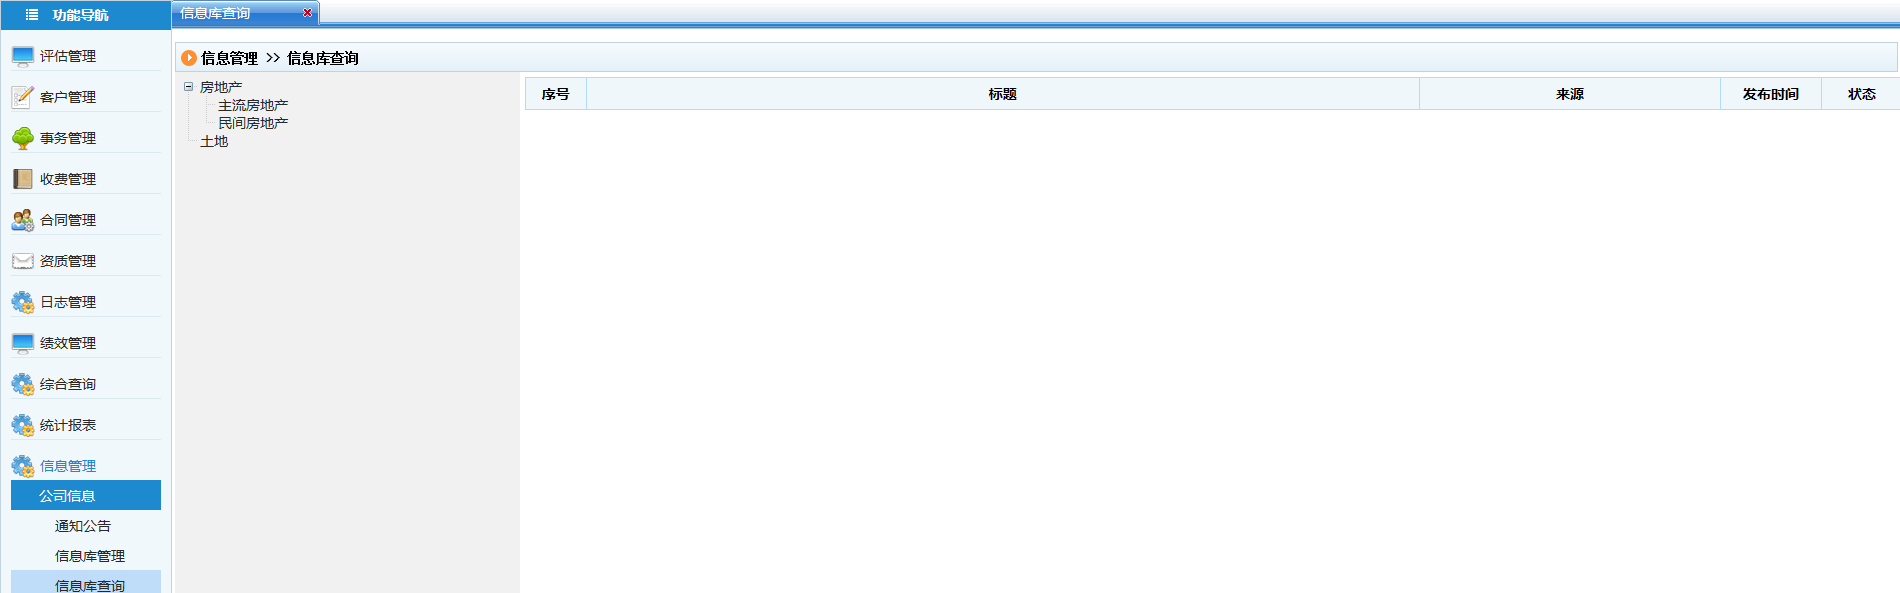 功能导航
信息库查询
评估管理
客户管理
事务管理
收费管理
合同管理
资质管理
日志管理
绩效管理
综合查询
统计报表
信息管理
公司信息
通知公告
信息库管理
信息库查询
信息管理 >> 信息库查询
房地产
主流房地产
民间房地产
土地
序号 标题 来源 发布时间 状态